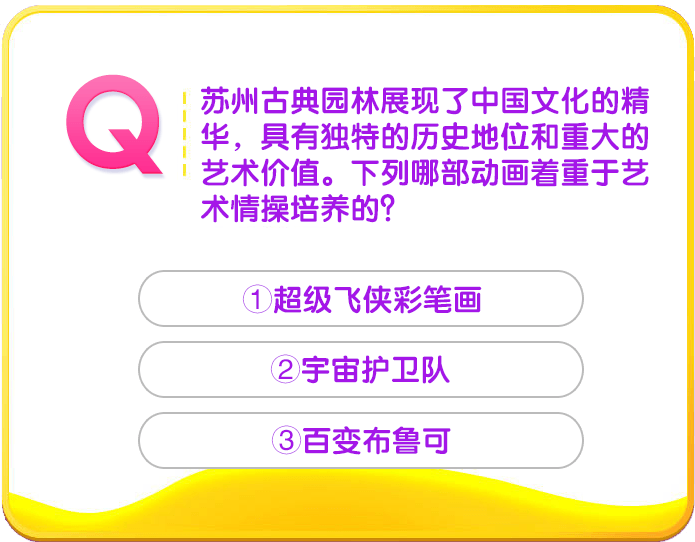 Q
苏州古典园林展现了中国文化的精
华，具有独特的历史地位和重大的
艺术价值。下列哪部动画着重于艺
术情操培养的？
①超级飞侠彩笔画
②宇宙护卫队
③百变布鲁可